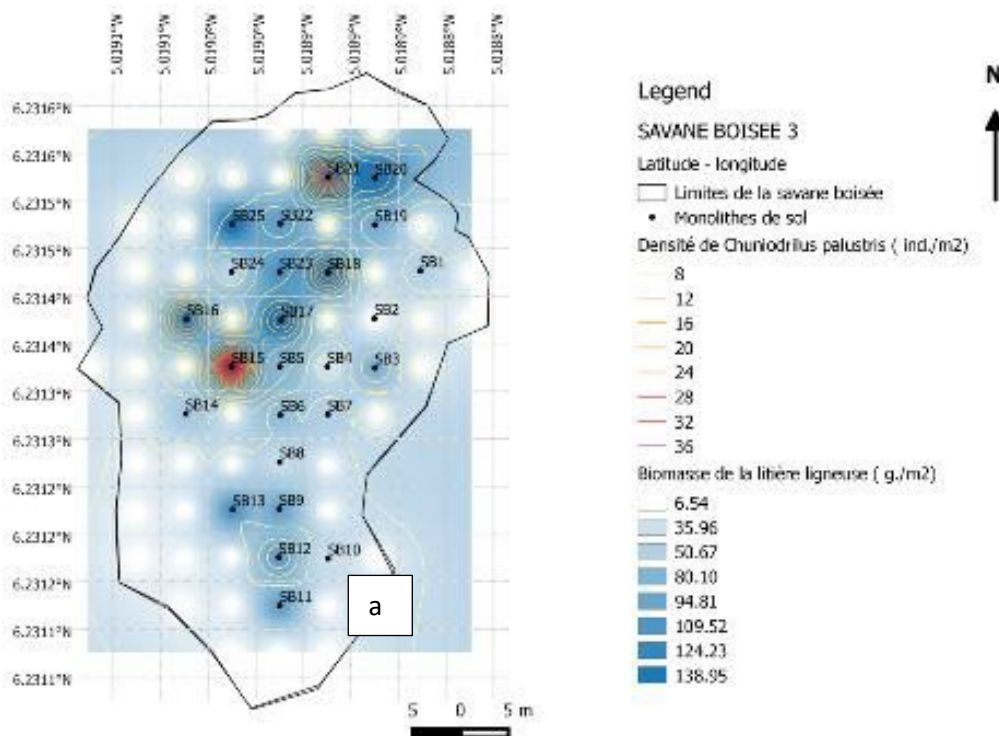 5.0191°W 5.0191°W 5.0190°W 5.0190°W 5.0189°W 5.0189°W 5.0189°W 5.0188°W 5.0188°W
6.2316°N
6.2316°N
6.2315°N
6.2315°N
6.2314°N
6.2314°N
6.2313°N
6.2313°N
6.2312°N
6.2312°N
6.2312°N
6.2311°N
6.2311°N
SB21 SB20
SB25 SB22 SB19
SB24 SB23 SB18 SB1
SB16 SB17 SB2
SB15 SB5 SB4 SB3
SB14 SB6 SB7
SB8
SB13 SB9
SB12 SB10
SB11
a
5 0 5 m
N
Legend
SAVANE BOISEE 3
Latitude - longitude
Limites de la savane boisée
Monolithes de sol
Densité de Chuniodrilus palustris ( ind./m2)
8
12
16
20
24
28
32
36
Biomasse de la litière ligneuse ( g./m2)
6.54
35.96
50.67
80.10
94.81
109.52
124.23
138.95